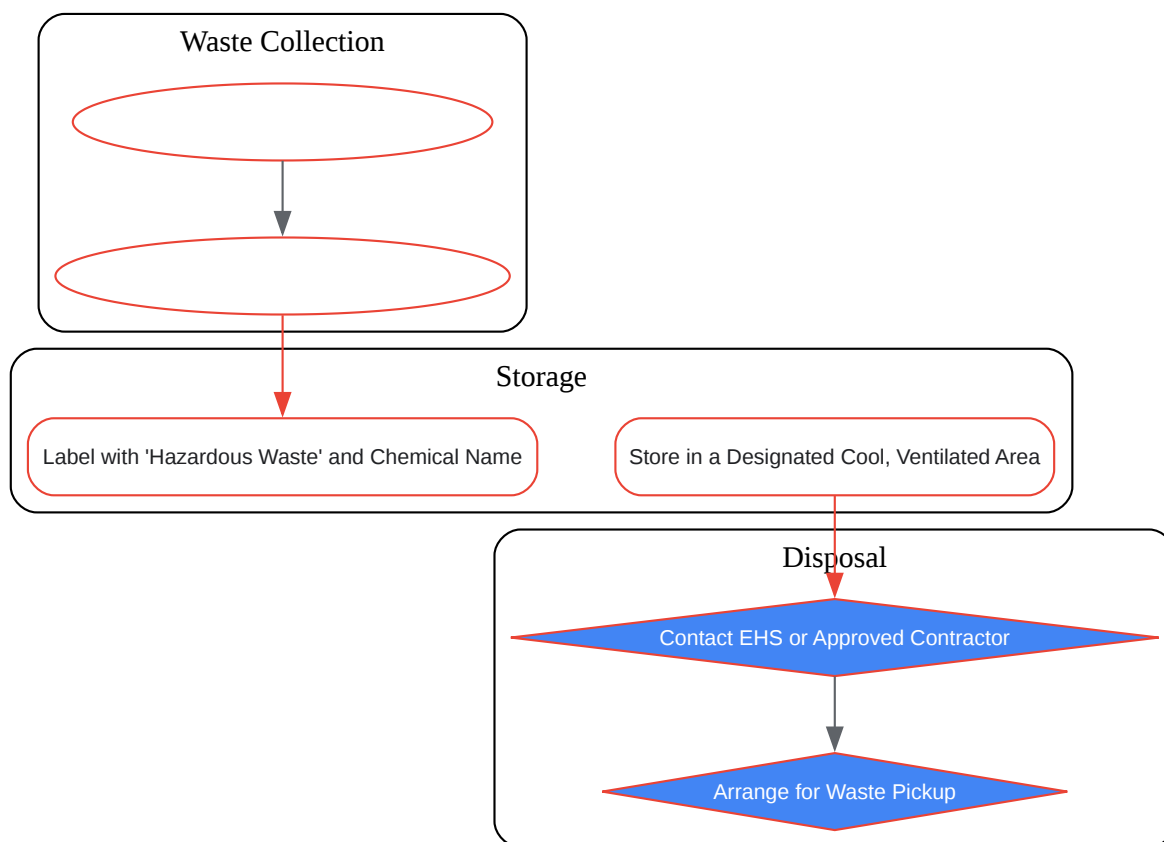 Waste Collection
Storage
Label with 'Hazardous Waste' and Chemical Name
Store in a Designated Cool, Ventilated Area
Disposal
Contact EHS or Approved Contractor
Arrange for Waste Pickup